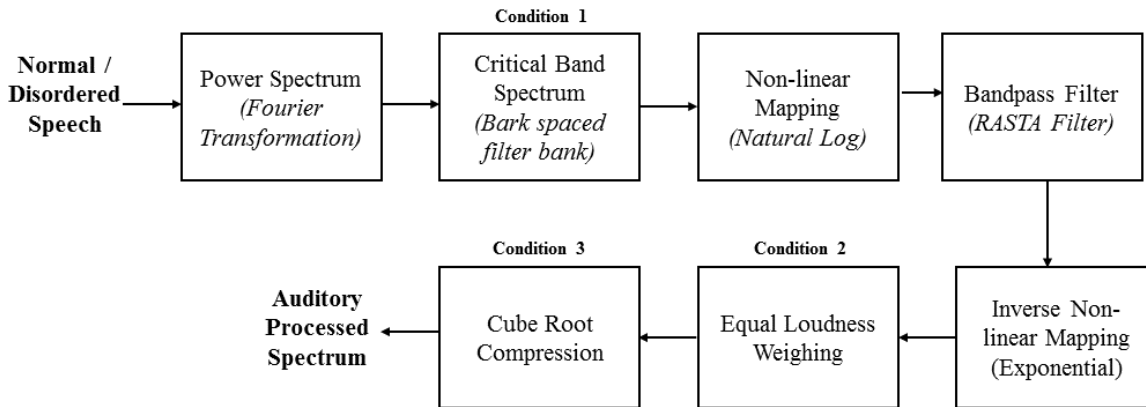 Condition 1
Normal /
Disordered
Speech
Power Spectrum
(Fourier
Transformation)
Critical Band
Spectrum
(Bark spaced
filter bank)
Non-linear
Mapping
(Natural Log)
Bandpass Filter
(RASTA Filter)
Condition 3
Condition 2
Auditory
Processed
Spectrum
Cube Root
Compression
Equal Loudness
Weighing
Inverse Non-
linear Mapping
(Exponential)